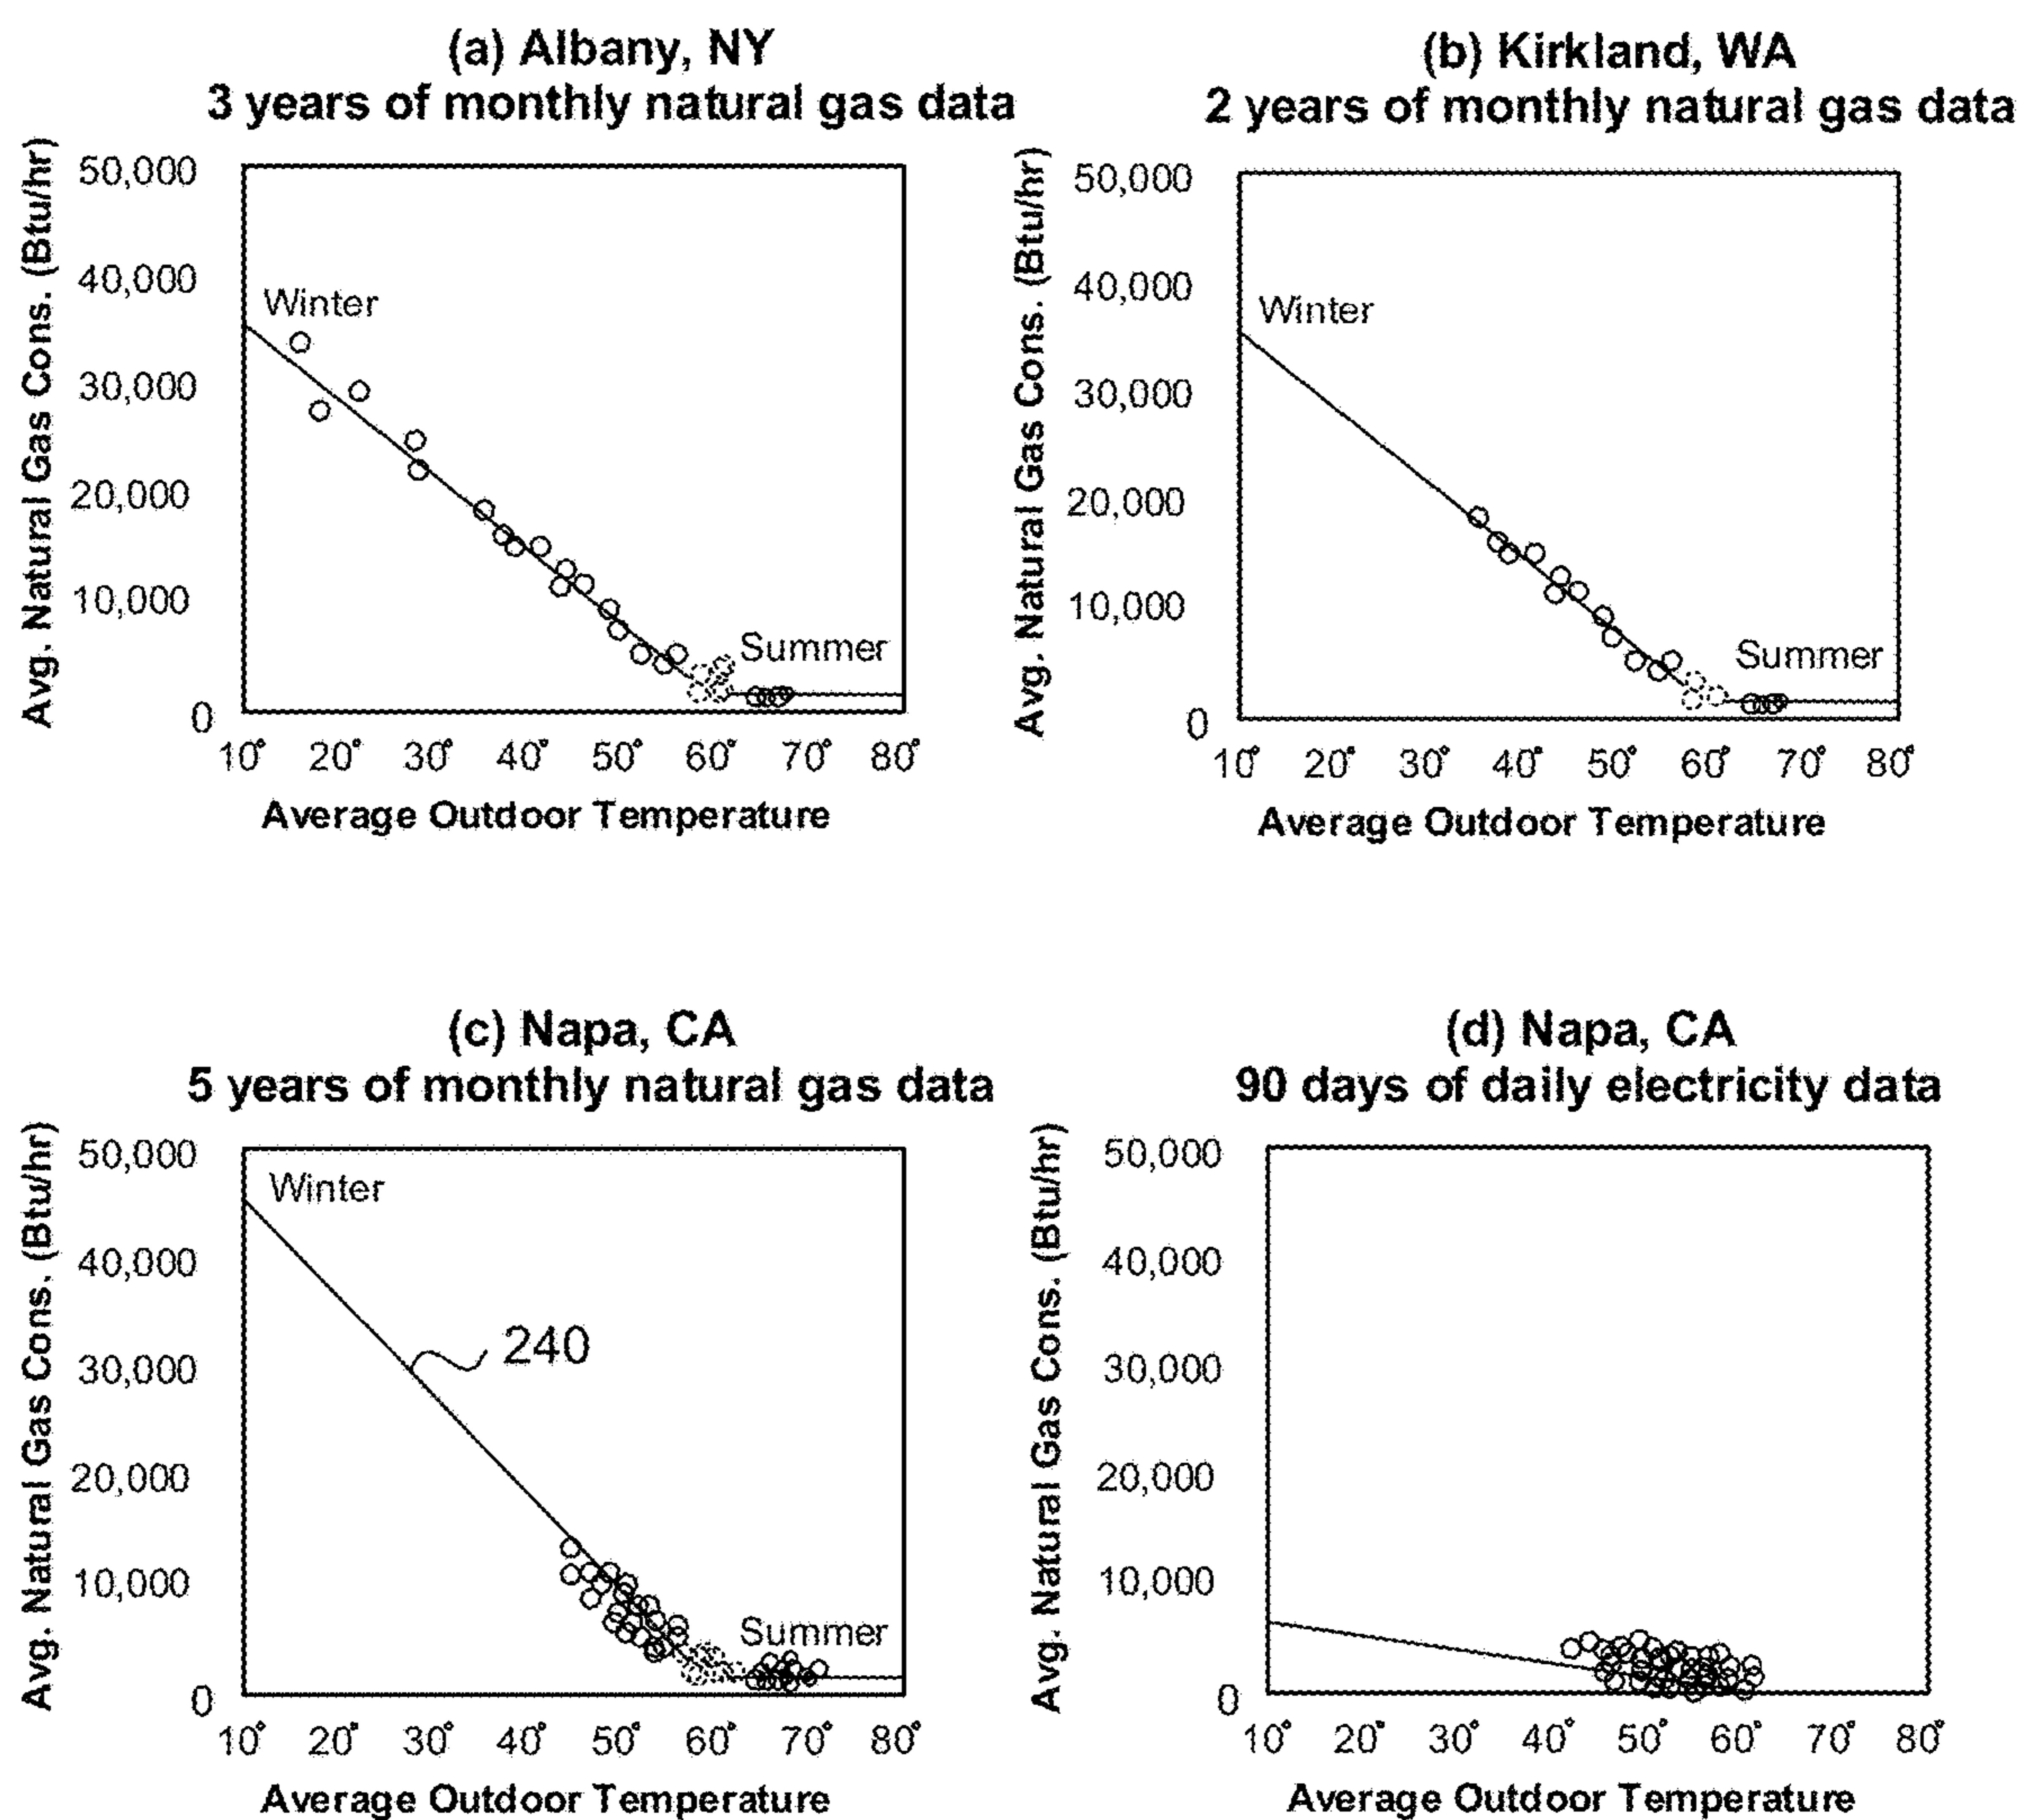 (a) Albany, NY
3 years of monthly natural gas data
Avg. Natural Gas Cons. (Btu/hr)
50,000
40,000
30,000
20,000
10,000
0
Winter
Summer
10° 20° 30° 40° 50° 60° 70° 80°
Average Outdoor Temperature
(b) Kirkland, WA
2 years of monthly natural gas data
Avg. Natural Gas Cons. (Btu/hr)
50,000
40,000
30,000
20,000
10,000
0
Winter
Summer
10° 20° 30° 40° 50° 60° 70° 80°
Average Outdoor Temperature
(c) Napa, CA
5 years of monthly natural gas data
Avg. Natural Gas Cons. (Btu/hr)
50,000
40,000
30,000
20,000
10,000
0
Winter
240
Summer
10° 20° 30° 40° 50° 60° 70° 80°
Average Outdoor Temperature
(d) Napa, CA
90 days of daily electricity data
Avg. Natural Gas Cons. (Btu/hr)
50,000
40,000
30,000
20,000
10,000
0
10° 20° 30° 40° 50° 60° 70° 80°
Average Outdoor Temperature